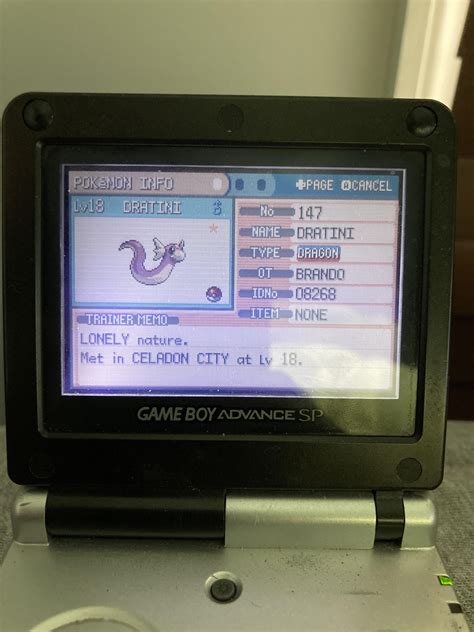 POKéMON INFO PAGE CANCEL
Lv18 DRATINI
No 147
NAME DRATINI
TYPE DRAGON
OT BRANDO
IDNo 08268
ITEM NONE
TRAINER MEMO
LONELY nature.
Met in CELADON CITY at Lv 18.
GAME BOY ADVANCE SP